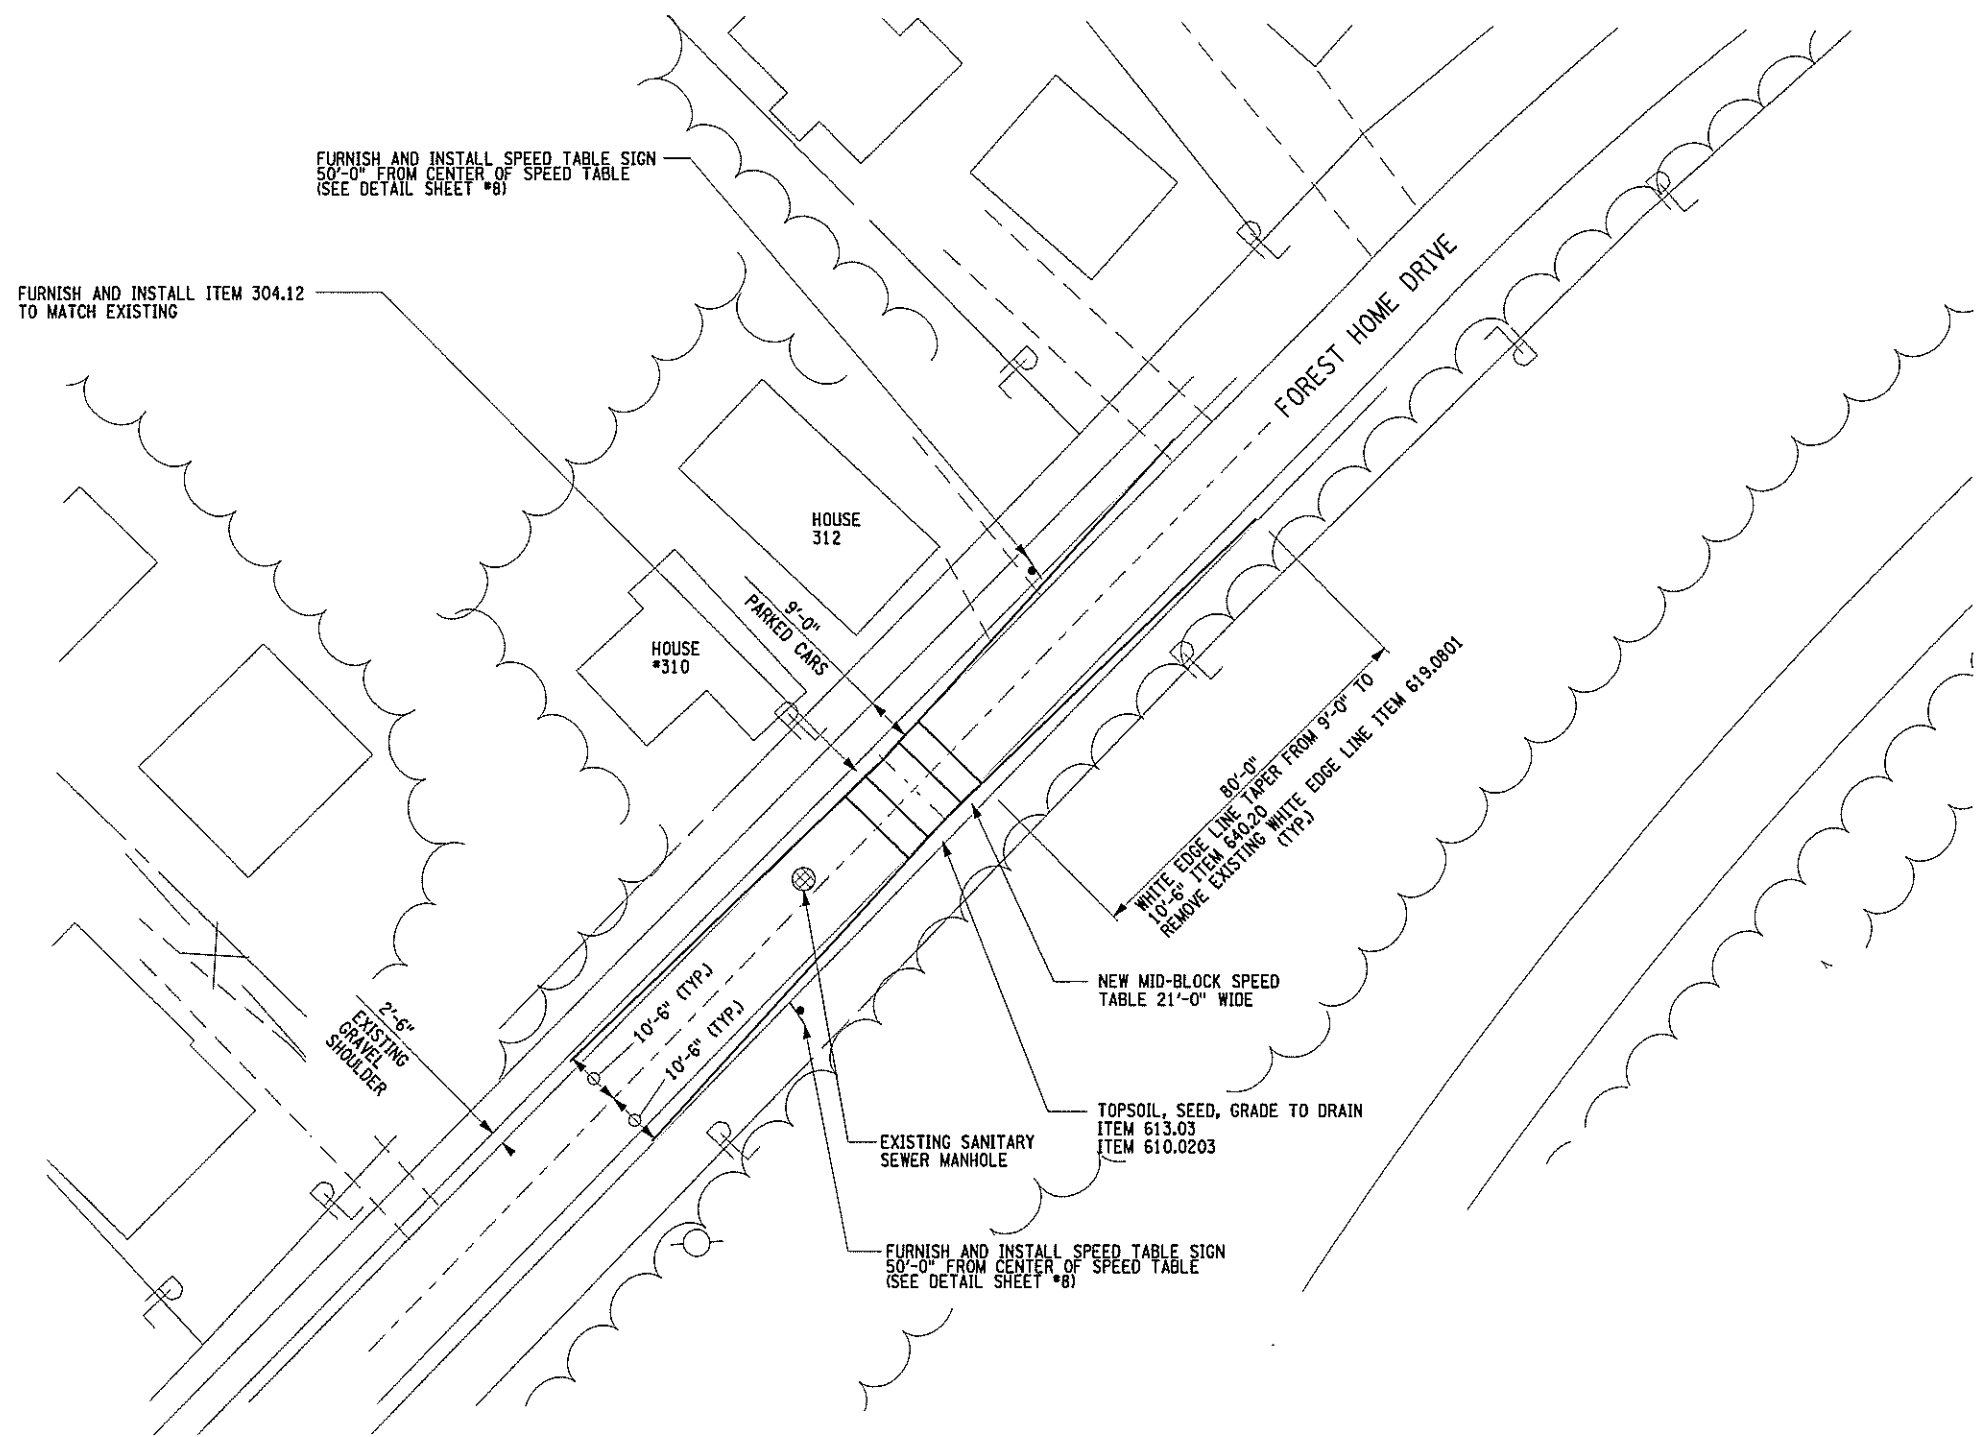 FURNISH AND INSTALL SPEED TABLE SIGN
50'-0" FROM CENTER OF SPEED TABLE
(SEE DETAIL SHEET #8)
FURNISH AND INSTALL ITEM 304.12
TO MATCH EXISTING
FOREST HOME DRIVE
HOUSE
312
9'-0"
PARKED CARS
HOUSE
#310
80'-0"
WHITE EDGE LINE TAPER FROM 9'-0" TO
10'-6" ITEM 640.20
REMOVE EXISTING WHITE EDGE LINE ITEM 619.0801
(TYP.)
2'-6"
EXISTING
GRAVEL
SHOULDER
10'-6" (TYP.)
10'-6" (TYP.)
NEW MID-BLOCK SPEED
TABLE 21'-0" WIDE
TOPSOIL, SEED, GRADE TO DRAIN
ITEM 613.03
ITEM 610.0203
EXISTING SANITARY
SEWER MANHOLE
FURNISH AND INSTALL SPEED TABLE SIGN
50'-0" FROM CENTER OF SPEED TABLE
(SEE DETAIL SHEET #8)